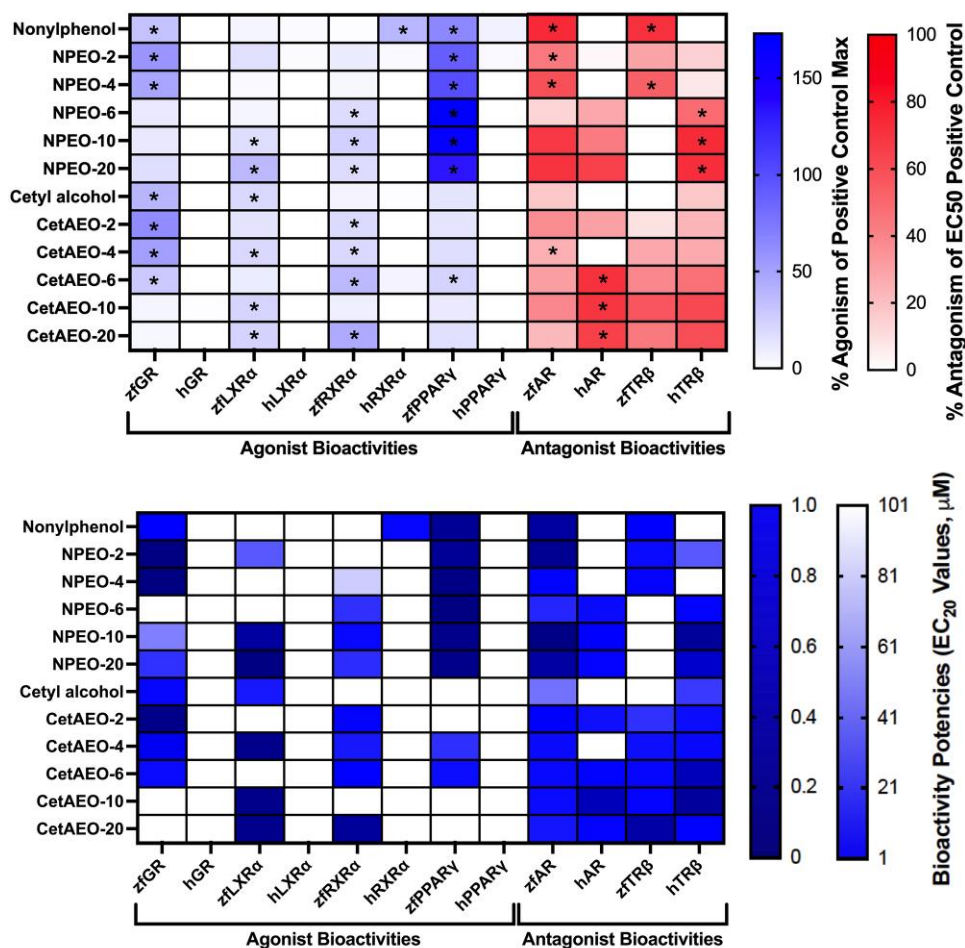 Nonylphenol
NPEO-2
NPEO-4
NPEO-6
NPEO-10
NPEO-20
Cetyl alcohol
CetAEO-2
CetAEO-4
CetAEO-6
CetAEO-10
CetAEO-20
* * * * *
* * *
* * * *
* * *
* * * *
* * * *
* *
* *
* * * *
* * * *
* *
* * *
zfGR
hGR
zfLXRα
hLXRα
zfRXRα
hRXRα
zfPPARγ
hPPARγ
zfAR
hAR
zfTRβ
hTRβ
Agonist Bioactivities
Antagonist Bioactivities
150
100
50
0
% Agonism of Positive Control Max
100
80
60
40
20
0
% Antagonism of EC50 Positive Control
Nonylphenol
NPEO-2
NPEO-4
NPEO-6
NPEO-10
NPEO-20
Cetyl alcohol
CetAEO-2
CetAEO-4
CetAEO-6
CetAEO-10
CetAEO-20
zfGR
hGR
zfLXRα
hLXRα
zfRXRα
hRXRα
zfPPARγ
hPPARγ
zfAR
hAR
zfTRβ
hTRβ
Agonist Bioactivities
Antagonist Bioactivities
1.0
0.8
0.6
0.4
0.2
0
101
81
61
41
21
1
Bioactivity Potencies (EC20 Values, μM)